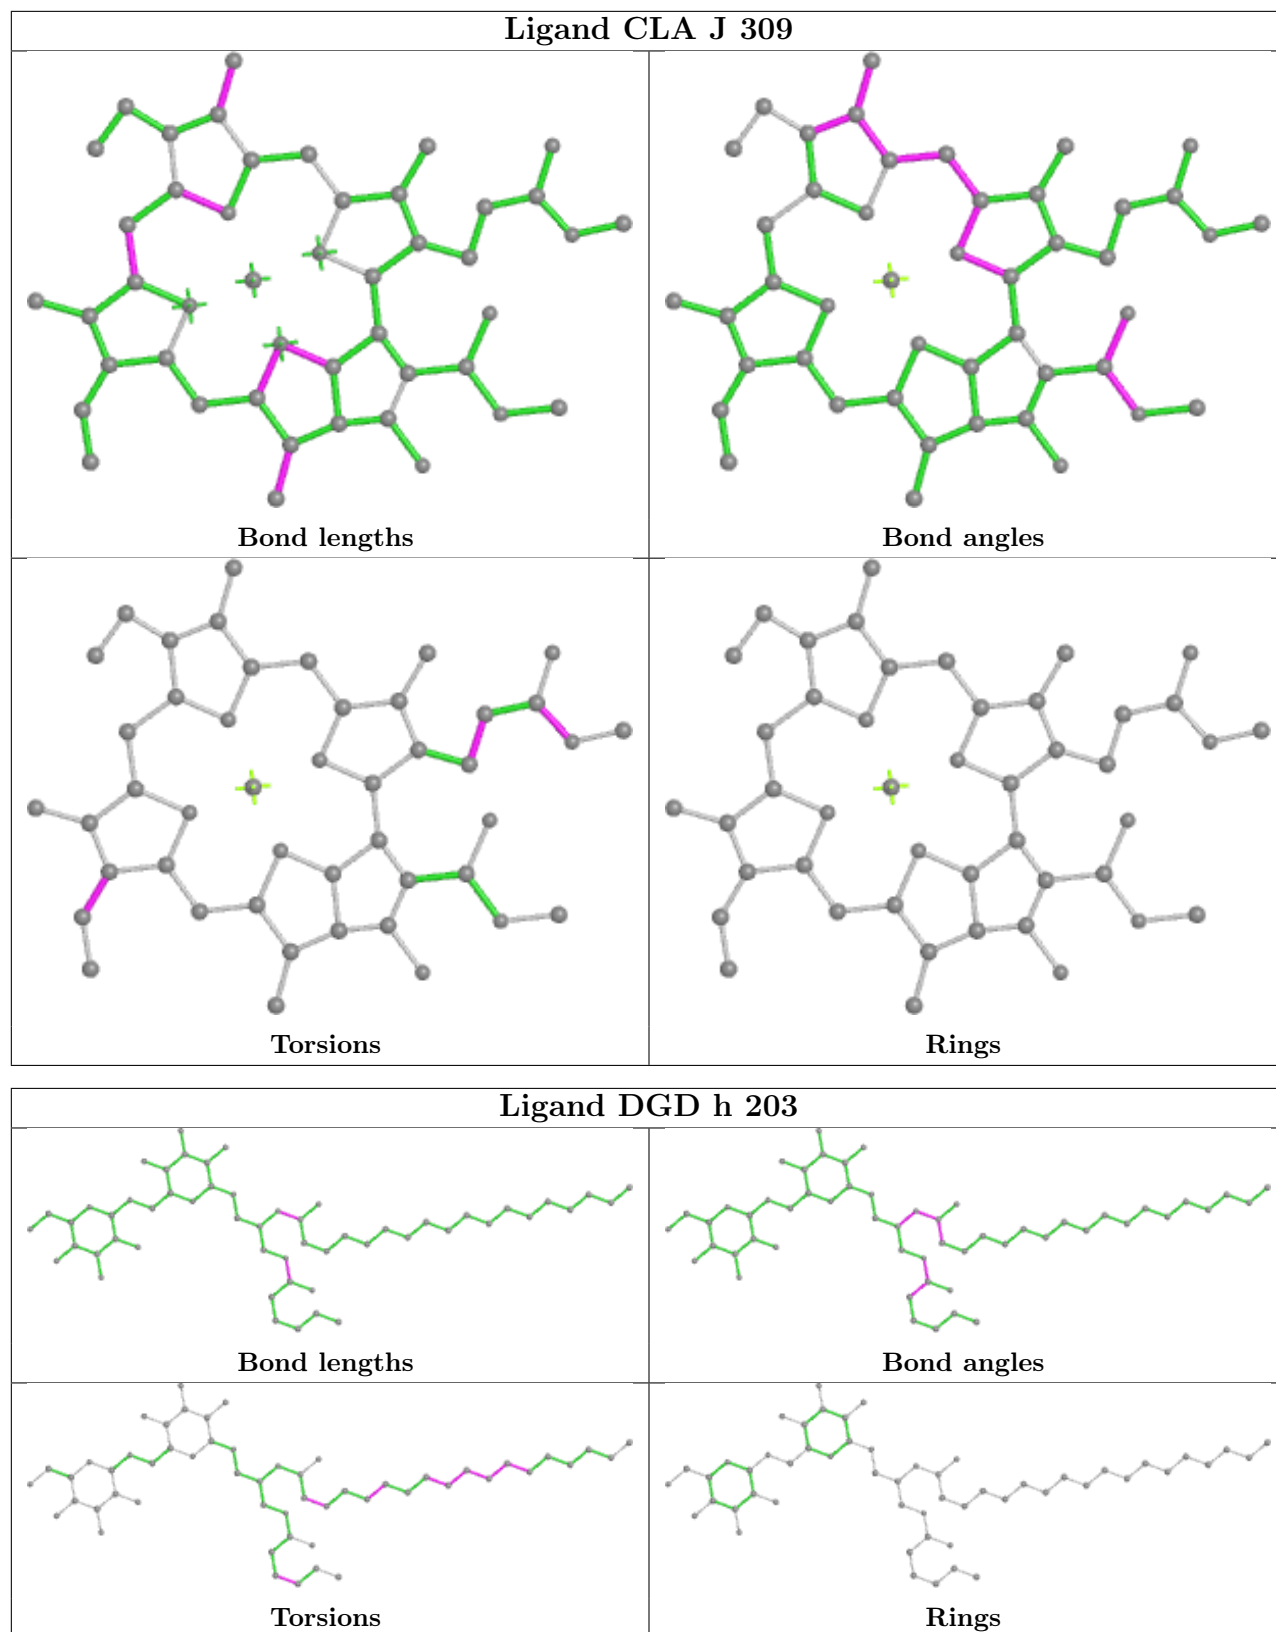 Ligand CLA J 309
Bond lengths
Bond angles
Torsions
Rings
Ligand DGD h 203
Bond lengths
Bond angles
Torsions
Rings